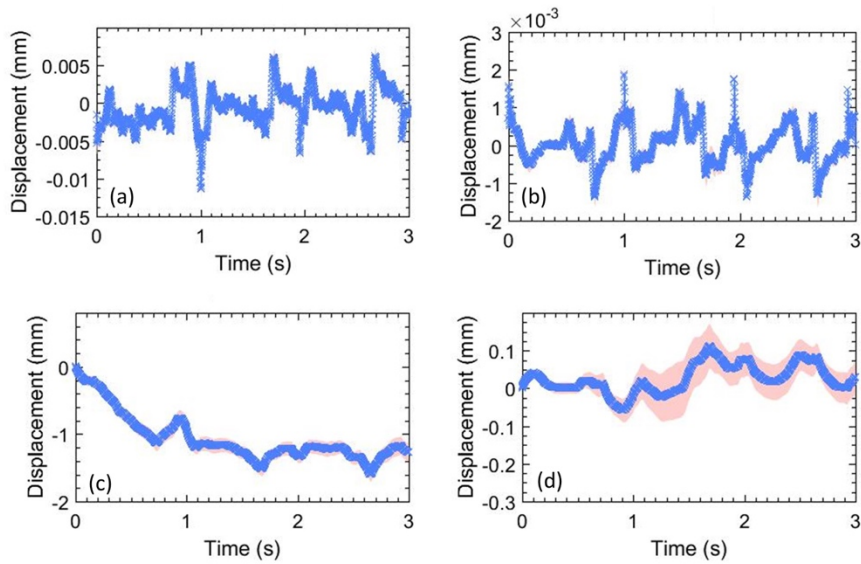 0.005
0
-0.005
-0.01
-0.015
Displacement (mm)
(a)
0 1 2 3
Time (s)
×10⁻³
3
2
1
0
-1
-2
Displacement (mm)
(b)
0 1 2 3
Time (s)
0
-1
-2
Displacement (mm)
(c)
0 1 2 3
Time (s)
0.1
0
-0.1
-0.2
-0.3
Displacement (mm)
(d)
0 1 2 3
Time (s)